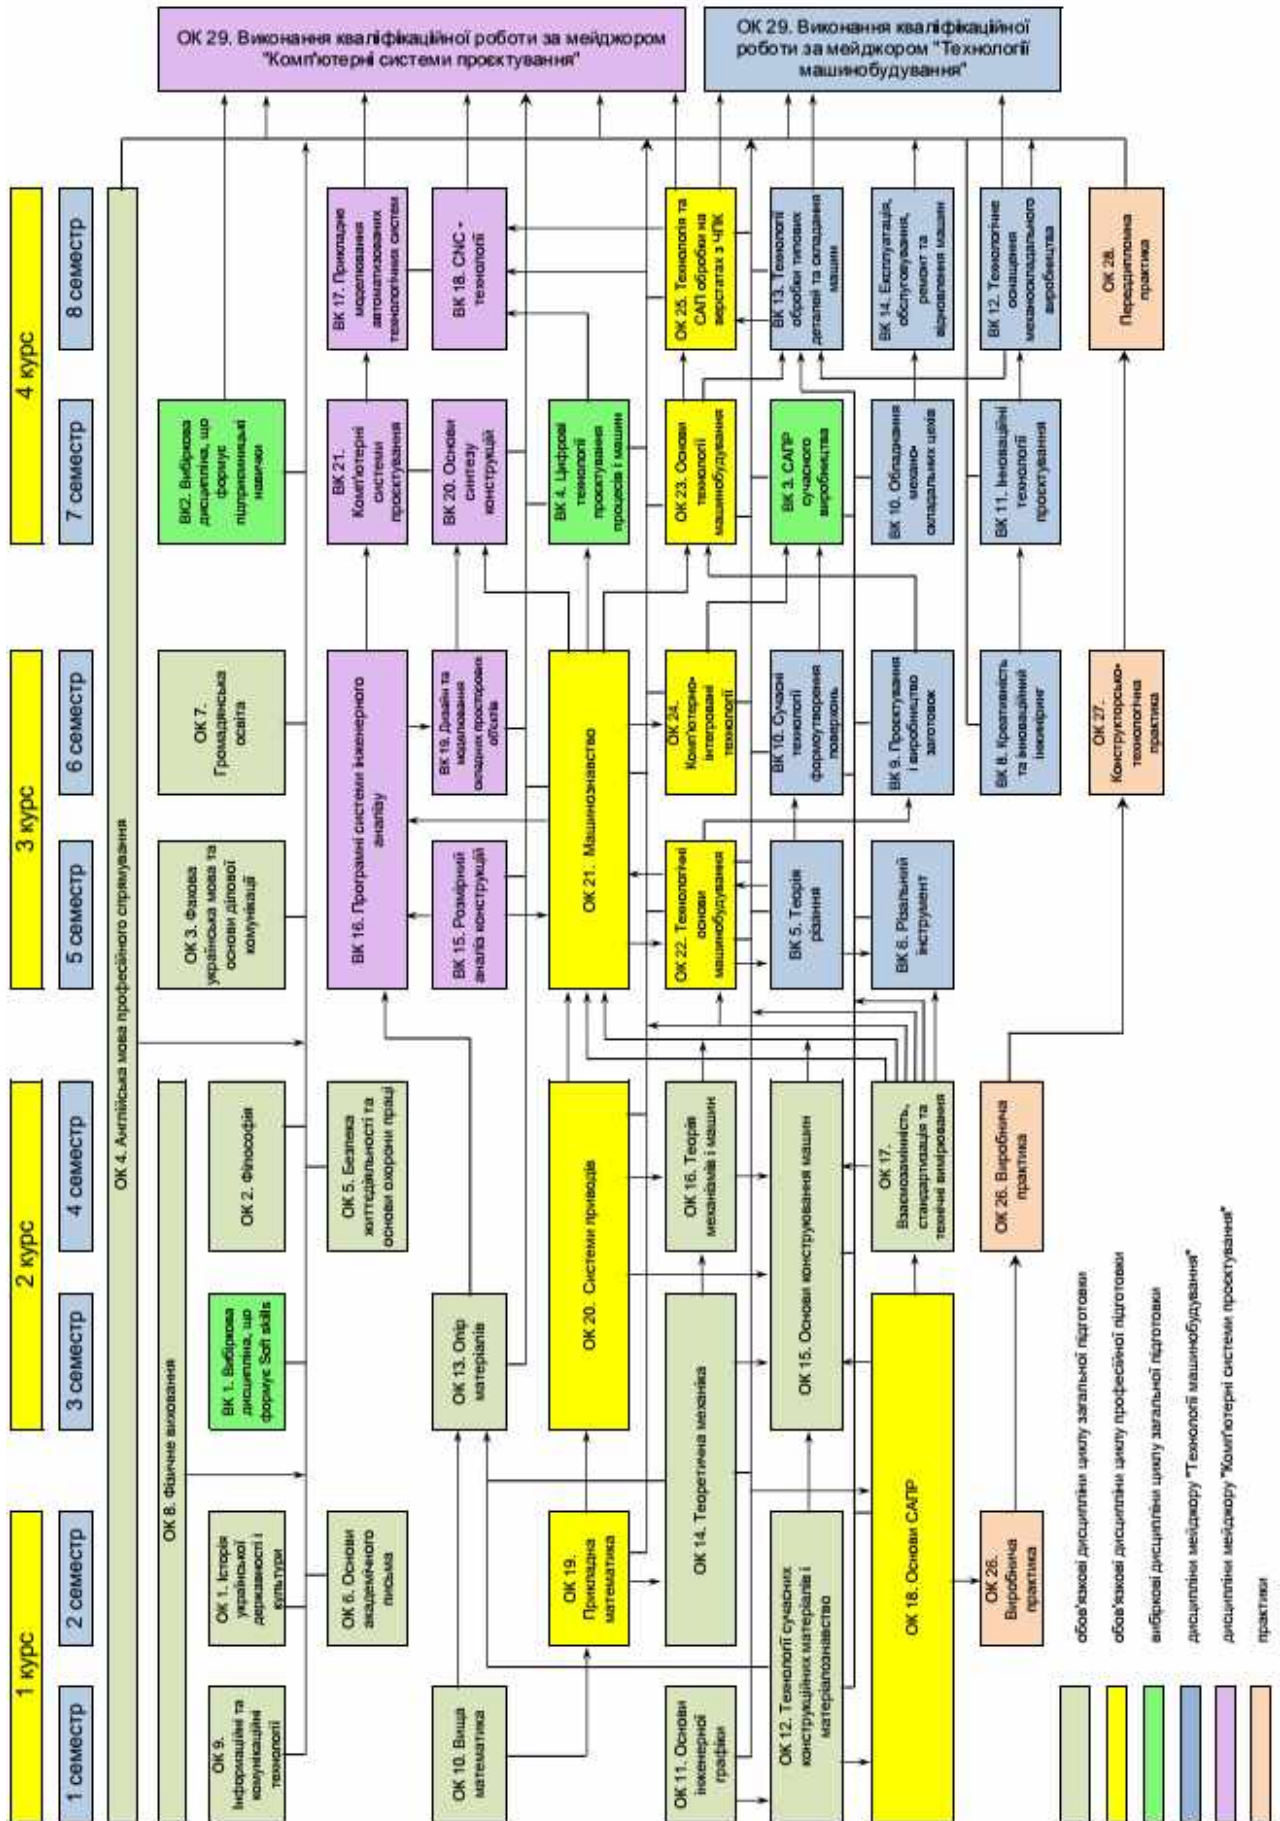 ОК 29. Виконання кваліфікаційної роботи за мейджором
"Комп'ютерні системи проєктування"
ОК 29. Виконання кваліфікаційної
роботи за мейджором "Технології
машинобудування"
1 курс
2 курс
3 курс
4 курс
1 семестр
2 семестр
3 семестр
4 семестр
5 семестр
6 семестр
7 семестр
8 семестр
ОК 4. Англійська мова професійного спрямування
ОК 8. Фізичне виховання
ОК 9.
Інформаційні та
комунікаційні
технології
ОК 1. Історія
української
державності і
культури
ВК 1. Вибіркова
дисципліна, що
формує Soft skills
ОК 2. Філософія
ОК 3. Фахова
українська мова та
основи ділової
комунікації
ОК 7.
Громадянська
освіта
ВК2. Вибіркова
дисципліна, що
формує
підприємницькі
навички
ОК 6. Основи
академічного
письма
ОК 5. Безпека
життєдіяльності та
основи охорони праці
ВК 16. Програмні системи інженерного
аналізу
ВК 21.
Комп'ютерні
системи
проєктування
ВК 17. Прикладне
моделювання
автоматизованих
технологічних систем
ОК 10. Вища
математика
ОК 13. Опір
матеріалів
ВК 15. Розмірний
аналіз конструкцій
ВК 19. Дизайн та
моделювання
складних просторових
об'єктів
ВК 20. Основи
синтезу
конструкцій
ВК 18. CNC -
технології
ОК 19.
Прикладна
математика
ОК 20. Системи приводів
ОК 21. Машинознавство
ВК 4. Цифрові
технології
проєктування
процесів і машин
ОК 11. Основи
інженерної
графіки
ОК 14. Теоретична механіка
ОК 16. Теорія
механізмів і машин
ОК 22. Технологічні
основи
машинобудування
ОК 24.
Комп'ютерно-
інтегровані
технології
ОК 23. Основи
технології
машинобудування
ОК 25. Технологія та
САП обробки на
верстатах з ЧПК
ОК 12. Технології сучасних
конструкційних матеріалів і
матеріалознавство
ОК 15. Основи конструювання машин
ВК 5. Теорія
різання
ВК 10. Сучасні
технології
формоутворення
поверхонь
ВК 3. САПР
сучасного
виробництва
ВК 13. Технології
обробки типових
деталей та складання
машин
ОК 18. Основи САПР
ОК 17.
Взаємозамінність,
стандартизація та
технічні вимірювання
ВК 6. Різальний
інструмент
ВК 9. Проєктування
і виробництво
заготовок
ВК 10. Обладнання
механо-
складальних цехів
ВК 14. Експлуатація,
обслуговування,
ремонт та
відновлення машин
ОК 26.
Виробнича
практика
ОК 26. Виробнича
практика
ВК 8. Креативність
та інноваційний
інжиніринг
ВК 11. Інноваційні
технології
проєктування
ВК 12. Технологічне
оснащення
механоскладального
виробництва
ОК 27.
Конструкторсько-
технологічна
практика
ОК 28.
Переддипломна
практика
обов'язкові дисципліни циклу загальної підготовки
обов'язкові дисципліни циклу професійної підготовки
вибіркові дисципліни циклу загальної підготовки
дисципліни мейджору "Технології машинобудування"
дисципліни мейджору "Комп'ютерні системи проєктування"
практики